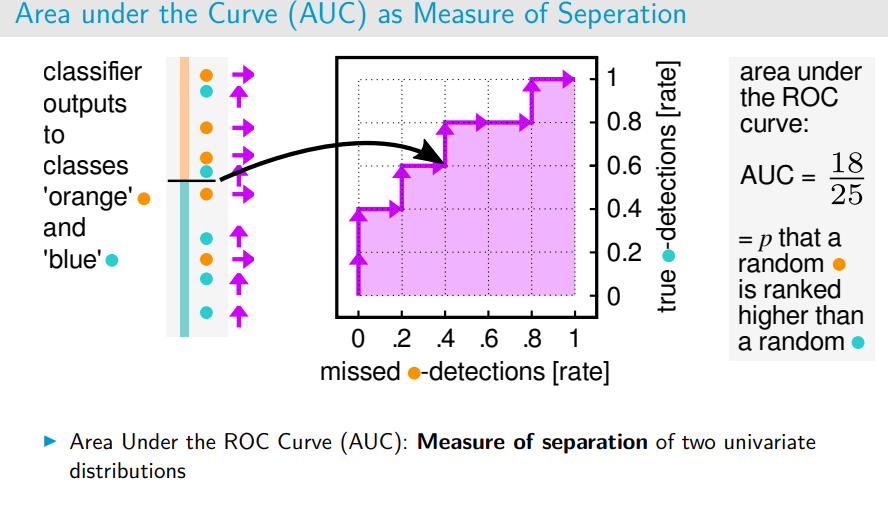 Area under the Curve (AUC) as Measure of Seperation
classifier
outputs
to
classes
'orange'
and
'blue'
1
0.8
0.6
0.4
0.2
0
true -detections [rate]
0 .2 .4 .6 .8 1
missed -detections [rate]
area under
the ROC
curve:
AUC = 18
25
= p that a
random
is ranked
higher than
a random
Area Under the ROC Curve (AUC): Measure of separation of two univariate
distributions